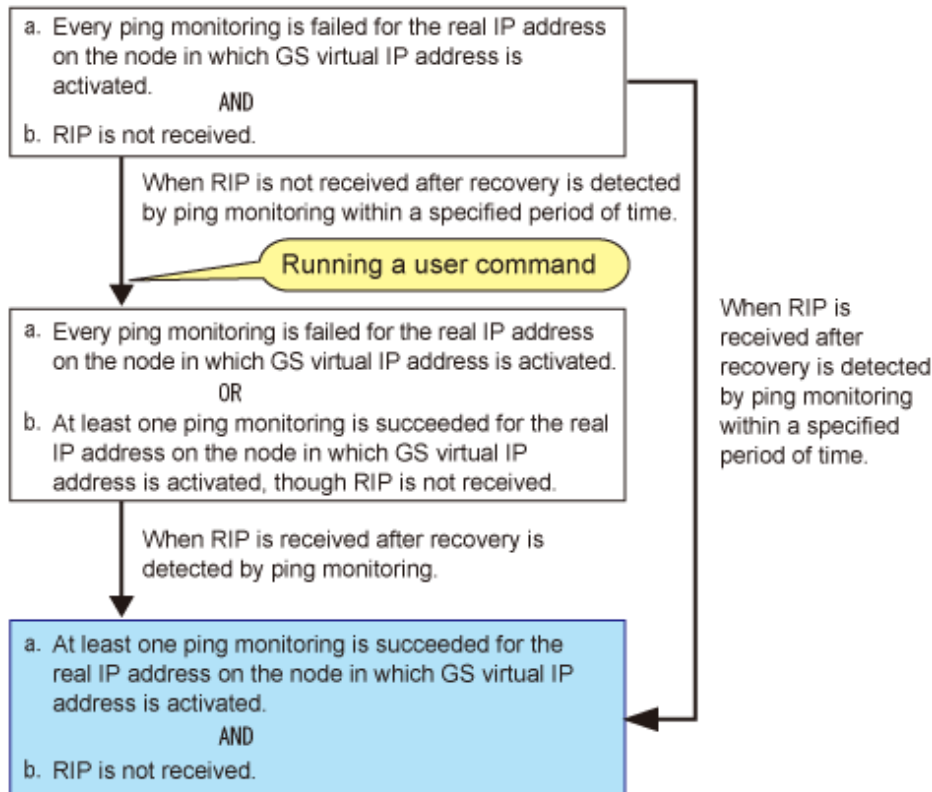 a. Every ping monitoring is failed for the real IP address
on the node in which GS virtual IP address is
activated.
AND
b. RIP is not received.
When RIP is not received after recovery is detected
by ping monitoring within a specified period of time.
Running a user command
a. Every ping monitoring is failed for the real IP address
on the node in which GS virtual IP address is activated.
OR
b. At least one ping monitoring is succeeded for the real
IP address on the node in which GS virtual IP
address is activated, though RIP is not received.
When RIP is
received after
recovery is detected
by ping monitoring
within a specified
period of time.
When RIP is received after recovery is
detected by ping monitoring.
a. At least one ping monitoring is succeeded for the
real IP address on the node in which GS virtual IP
address is activated.
AND
b. RIP is not received.